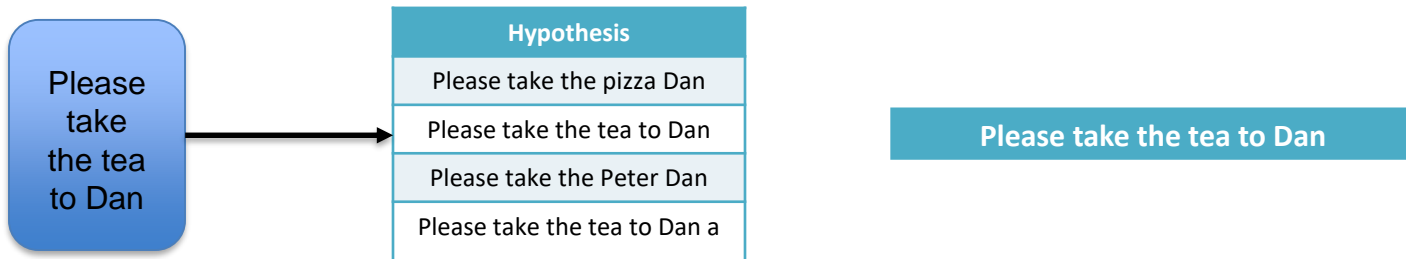 Please
take
the tea
to Dan
Hypothesis
Please take the pizza Dan
Please take the tea to Dan
Please take the Peter Dan
Please take the tea to Dan a
Please take the tea to Dan